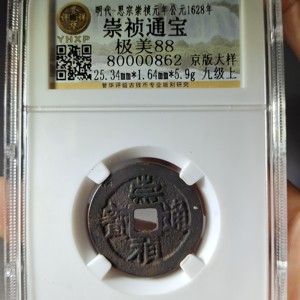 明代-思宗崇祯元年公元1628年
崇祯通宝
极美88
80000862 京版大样
25.34mm*1.64mm*5.9g 九级上
YHXP
崇
寳 通
禎